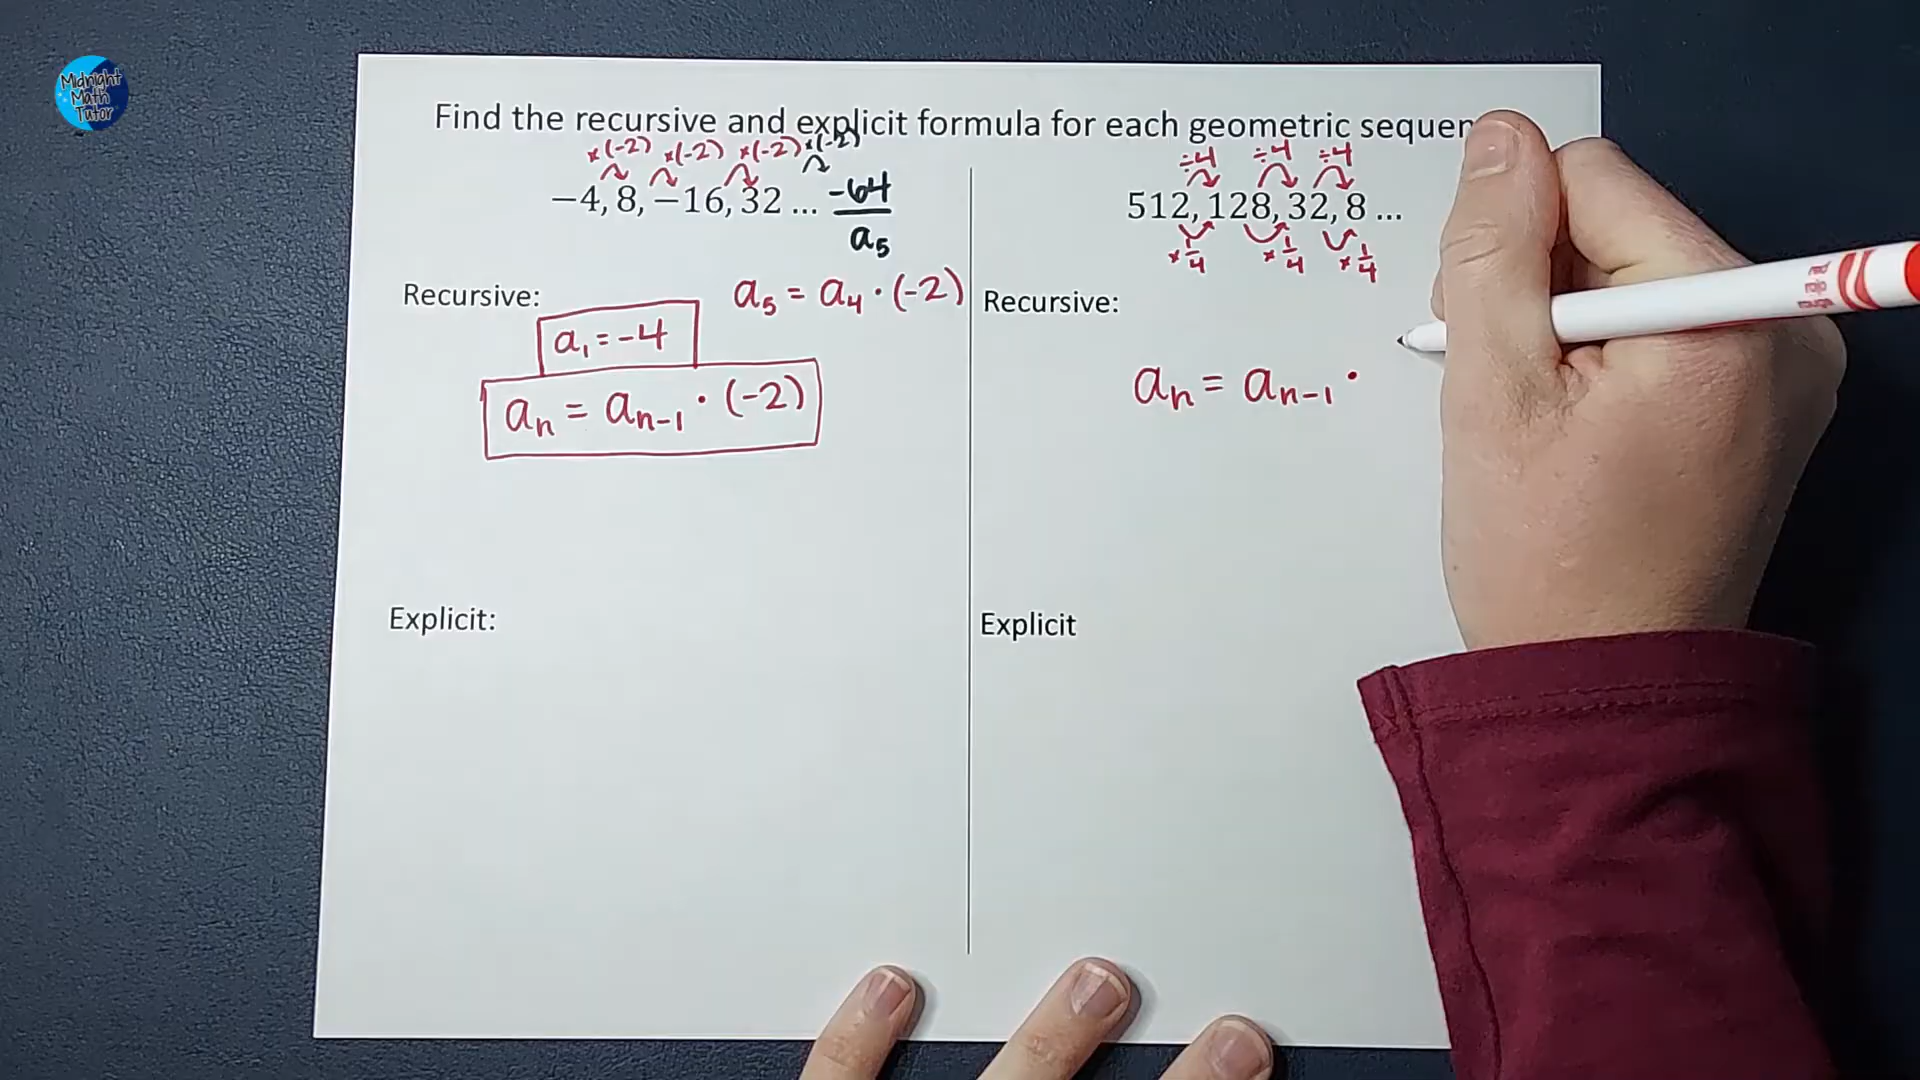 Midnight
Math
Tutor
Find the recursive and explicit formula for each geometric sequen
×(-2) ×(-2) ×(-2) ×(-2)
−4, 8, −16, 32 ... -64
a₅
Recursive:
a₅ = a₄ · (-2)
a₁ = -4
aₙ = aₙ₋₁ · (-2)
Explicit:
÷4 ÷4 ÷4
512, 128, 32, 8 ...
×1/4 ×1/4 ×1/4
Recursive:
aₙ = aₙ₋₁ ·
Explicit